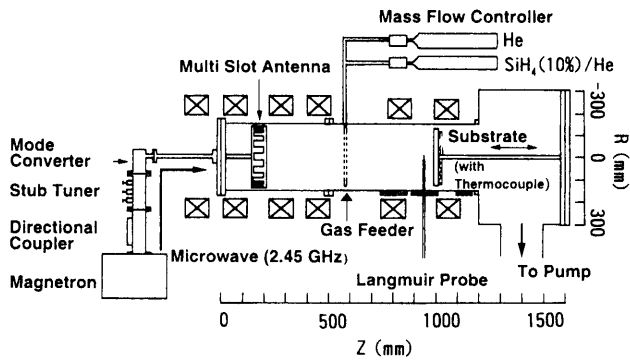 Mass Flow Controller
He
SiH₄(10%)/He
Multi Slot Antenna
Mode
Converter
Stub Tuner
Directional
Coupler
Magnetron
Microwave (2.45 GHz)
Gas Feeder
Substrate
(with
Thermocouple)
Langmuir Probe
To Pump
-300
0
300
R (mm)
0 500 1000 1500
Z (mm)